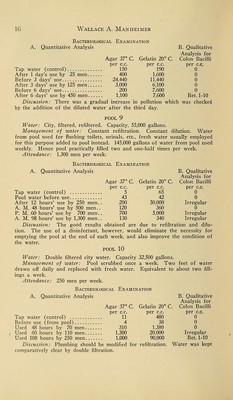 16 Wallace A. Manheimer
Bacteriological Examination
A. Quantitative Analysis B. Qualitative
Analysis for
Agar 37° C. Gelatin 20° C. Colon Bacilli
per c.c. per c.c. per c.c.
Tap water (control) 110 190 0
After 1 day's use by 25 men 400 1,600 0
Before 3 days' use 24,440 11,440 0
After 3 days' use by 125 men 3,000 6,100 0
Before 6 days' use 200 7,600 0
After 6 days' use by 450 men 1,100 7,600 Bet. 1-10
Discussion: There was a gradual increase in pollution which was checked
by the addition of the diluted water after the third day.
POOL 9
Water: City, filtered, refiltered. Capacity, 55,000 gallons.
Management of water: Constant refiltration. Constant dilution. Water
from pool used for flushing toilets, urinals, etc., fresh water usually employed
for this purpose added to pool instead. 143,000 gallons of water from pool used
weekly. Hence pool practically filled two and one-half times per week.
Attendance: 1,300 men per week.
Bacteriological Examination
A. Quantitative Analysis B. Qualitative
Analysis for
Agar 37° C. Gelatin 20° C. Colon Bacilli
per c.c. per c.c. per c.c.
Tap water (control) 5 65 0
Pool water before use 43 42 0
After 12 hours' use by 250 men 290 30,000 Irregular
A. M. 48 hours' use by 500 men 120 360 0
P. M. 60 hours' use by 700 men 700 3,000 Irregular
A. M. 98 hours' use by 1,300 men 130 340 Irregular
Discussion: The good results obtained are due to refiltration and dilu-
tion. The use of a disinfectant, however, would eliminate the necessity for
emptying the pool at the end of each week, and also improve the condition of
the water.
POOL 10
Water: Double filtered city water. Capacity 32,500 gallons.
Management of water: Pool scrubbed once a week. Two feet of water
drawn off daily and replaced with fresh water. Equivalent to about two fill-
ings a week.
Attendance: 250 men per week.
Bacteriological Examination
A. Quantitative Analysis B. Qualitative
Analysis for
Agar 37° C. Gelatin 20° C. Colon Bacilli
per c.c. per c.c. per c.c.
Tap water (control) 11 480 0
Before use (from pool) 4 38 0
Used 48 hours by 70 men 310 1,380 0
Used 60 hours by 110 men 1,300 20,000 Irregular
Used 108 hours by 250 men 1,000 90,000 Bet. 1-10
Discussion: Plumbing should be modified for refiltration. Water was kept
comparatively clear by double filtration.